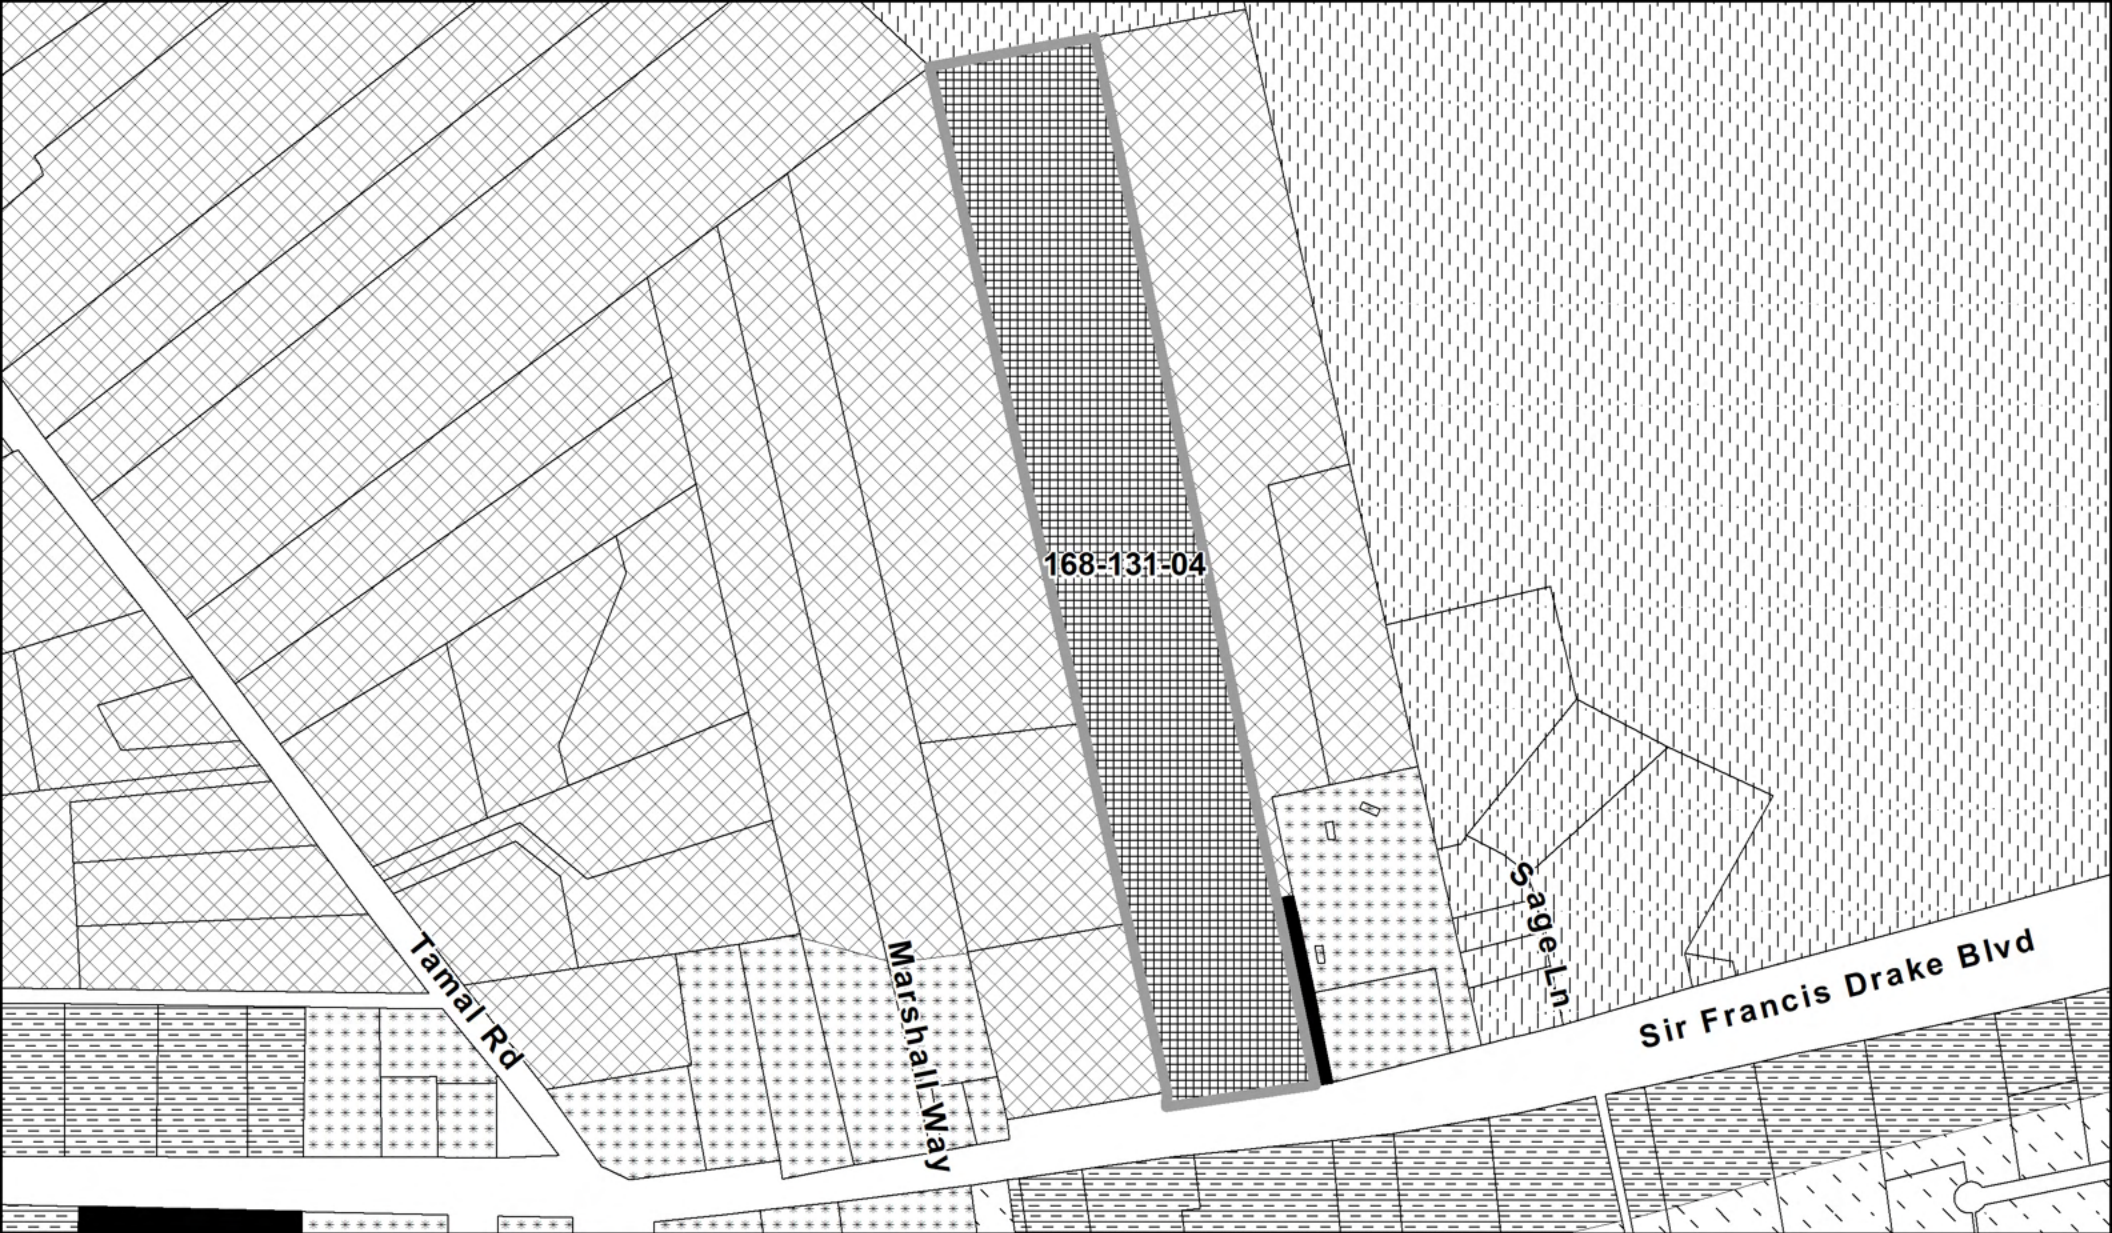 168-131-04
Sage Ln
Sir Francis Drake Blvd
Tamal Rd
Marshall Way